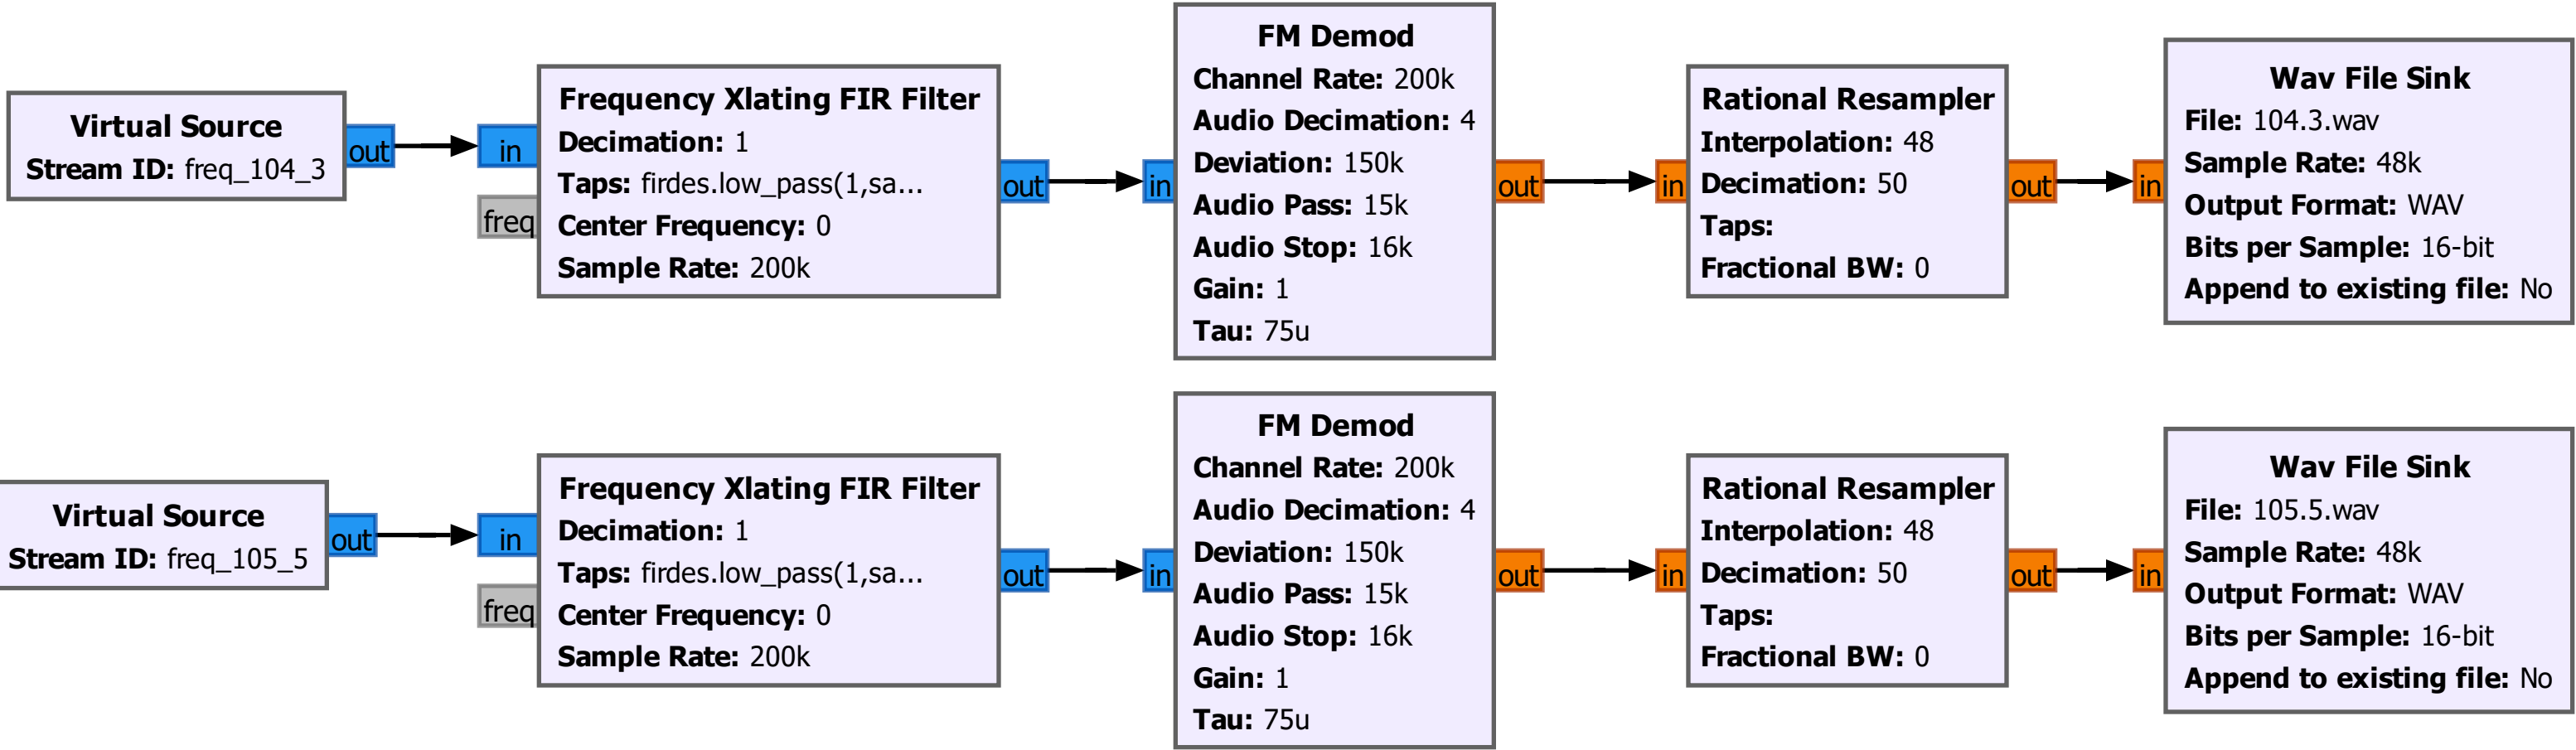 Virtual Source
Stream ID: freq_104_3
out
in
freq
Frequency Xlating FIR Filter
Decimation: 1
Taps: firdes.low_pass(1,sa...
Center Frequency: 0
Sample Rate: 200k
out
in
FM Demod
Channel Rate: 200k
Audio Decimation: 4
Deviation: 150k
Audio Pass: 15k
Audio Stop: 16k
Gain: 1
Tau: 75u
out
in
Rational Resampler
Interpolation: 48
Decimation: 50
Taps:
Fractional BW: 0
out
in
Wav File Sink
File: 104.3.wav
Sample Rate: 48k
Output Format: WAV
Bits per Sample: 16-bit
Append to existing file: No
Virtual Source
Stream ID: freq_105_5
out
in
freq
Frequency Xlating FIR Filter
Decimation: 1
Taps: firdes.low_pass(1,sa...
Center Frequency: 0
Sample Rate: 200k
out
in
FM Demod
Channel Rate: 200k
Audio Decimation: 4
Deviation: 150k
Audio Pass: 15k
Audio Stop: 16k
Gain: 1
Tau: 75u
out
in
Rational Resampler
Interpolation: 48
Decimation: 50
Taps:
Fractional BW: 0
out
in
Wav File Sink
File: 105.5.wav
Sample Rate: 48k
Output Format: WAV
Bits per Sample: 16-bit
Append to existing file: No